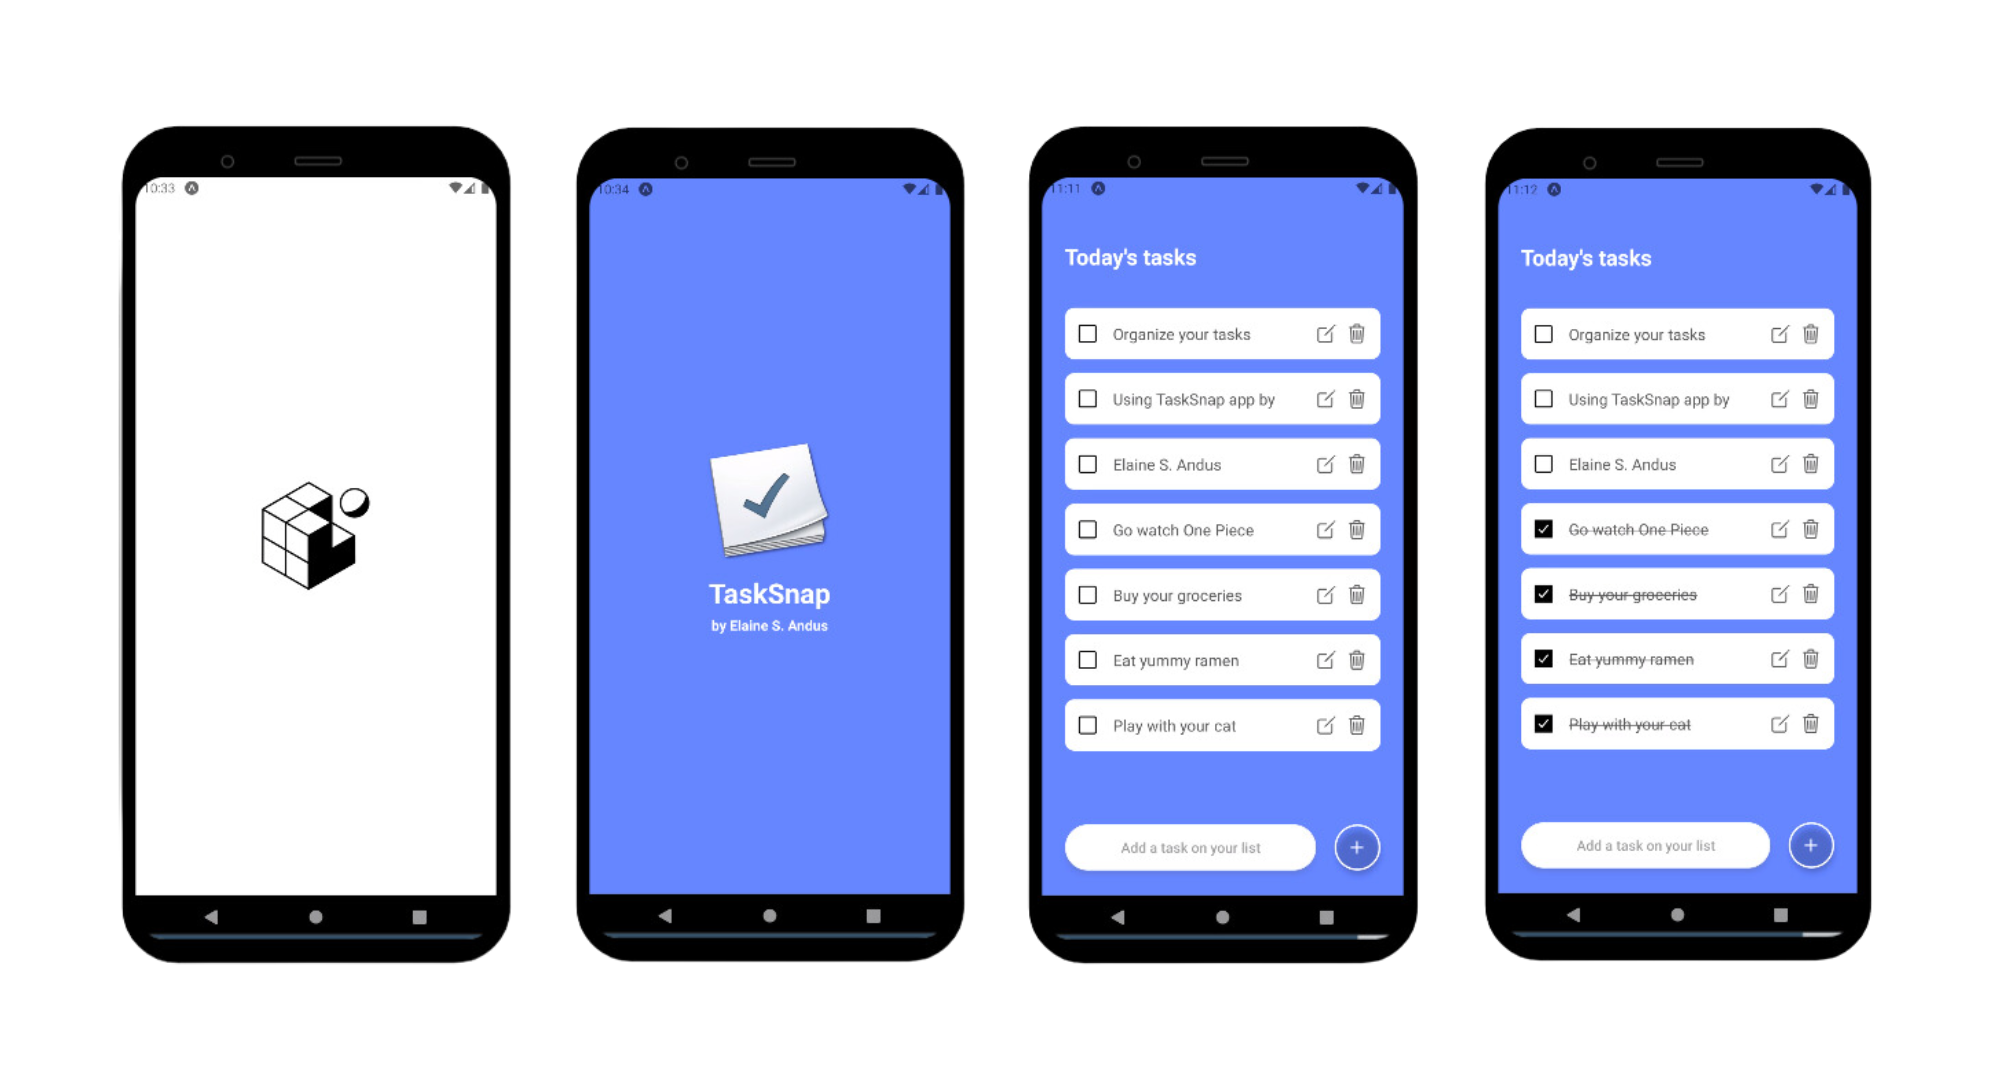 10:33
10:34
TaskSnap
by Elaine S. Andus
11:11
Today's tasks
Organize your tasks
Using TaskSnap app by
Elaine S. Andus
Go watch One Piece
Buy your groceries
Eat yummy ramen
Play with your cat
Add a task on your list
+
11:12
Today's tasks
Organize your tasks
Using TaskSnap app by
Elaine S. Andus
Go watch One Piece
Buy your groceries
Eat yummy ramen
Play with your cat
Add a task on your list
+